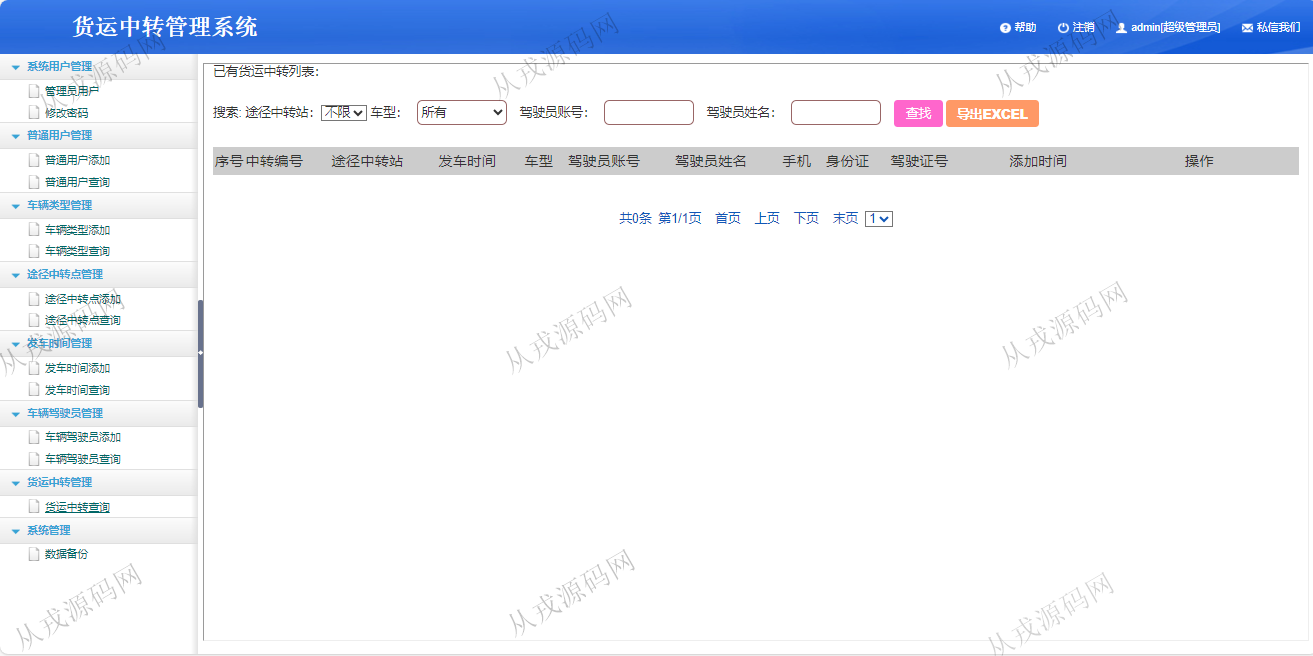 货运中转管理系统
帮助 注销 admin[超级管理员] 私信我们
系统用户管理
管理员用户
修改密码
普通用户管理
普通用户添加
普通用户查询
车辆类型管理
车辆类型添加
车辆类型查询
途径中转点管理
途径中转点添加
途径中转点查询
发车时间管理
发车时间添加
发车时间查询
车辆驾驶员管理
车辆驾驶员添加
车辆驾驶员查询
货运中转管理
货运中转查询
系统管理
数据备份
已有货运中转列表:
搜索: 途径中转站: 不限 车型: 所有 驾驶员账号: 驾驶员姓名: 查找 导出EXCEL
序号 中转编号 途径中转站 发车时间 车型 驾驶员账号 驾驶员姓名 手机 身份证 驾驶证号 添加时间 操作
共0条 第1/1页 首页 上页 下页 末页 1
从戎源码网
从戎源码网
从戎源码网
从戎源码网
从戎源码网
从戎源码网
从戎源码网
从戎源码网
从戎源码网